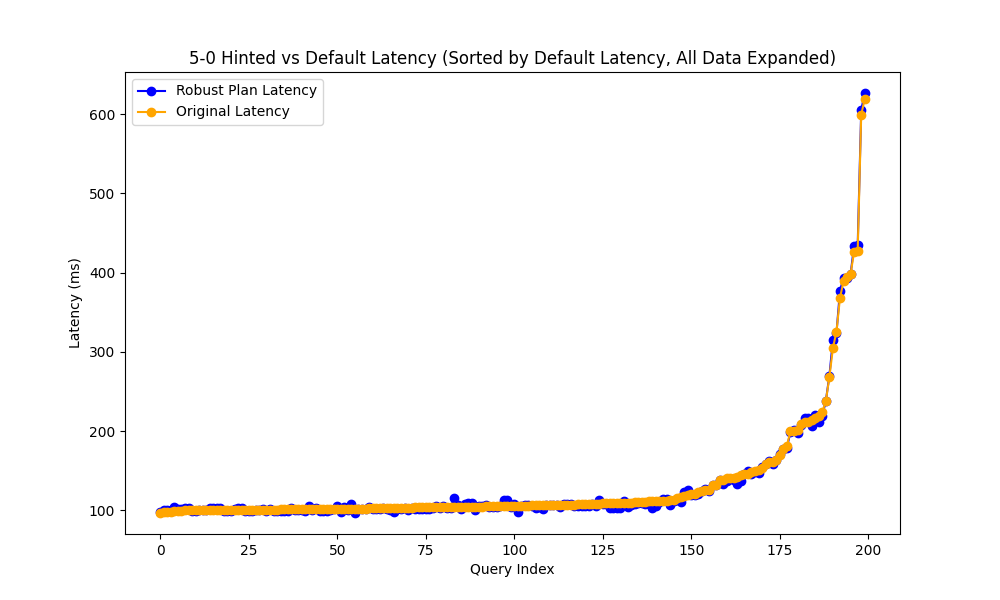 5-0 Hinted vs Default Latency (Sorted by Default Latency, All Data Expanded)
Robust Plan Latency
Original Latency
Latency (ms)
600
500
400
300
200
100
0 25 50 75 100 125 150 175 200
Query Index